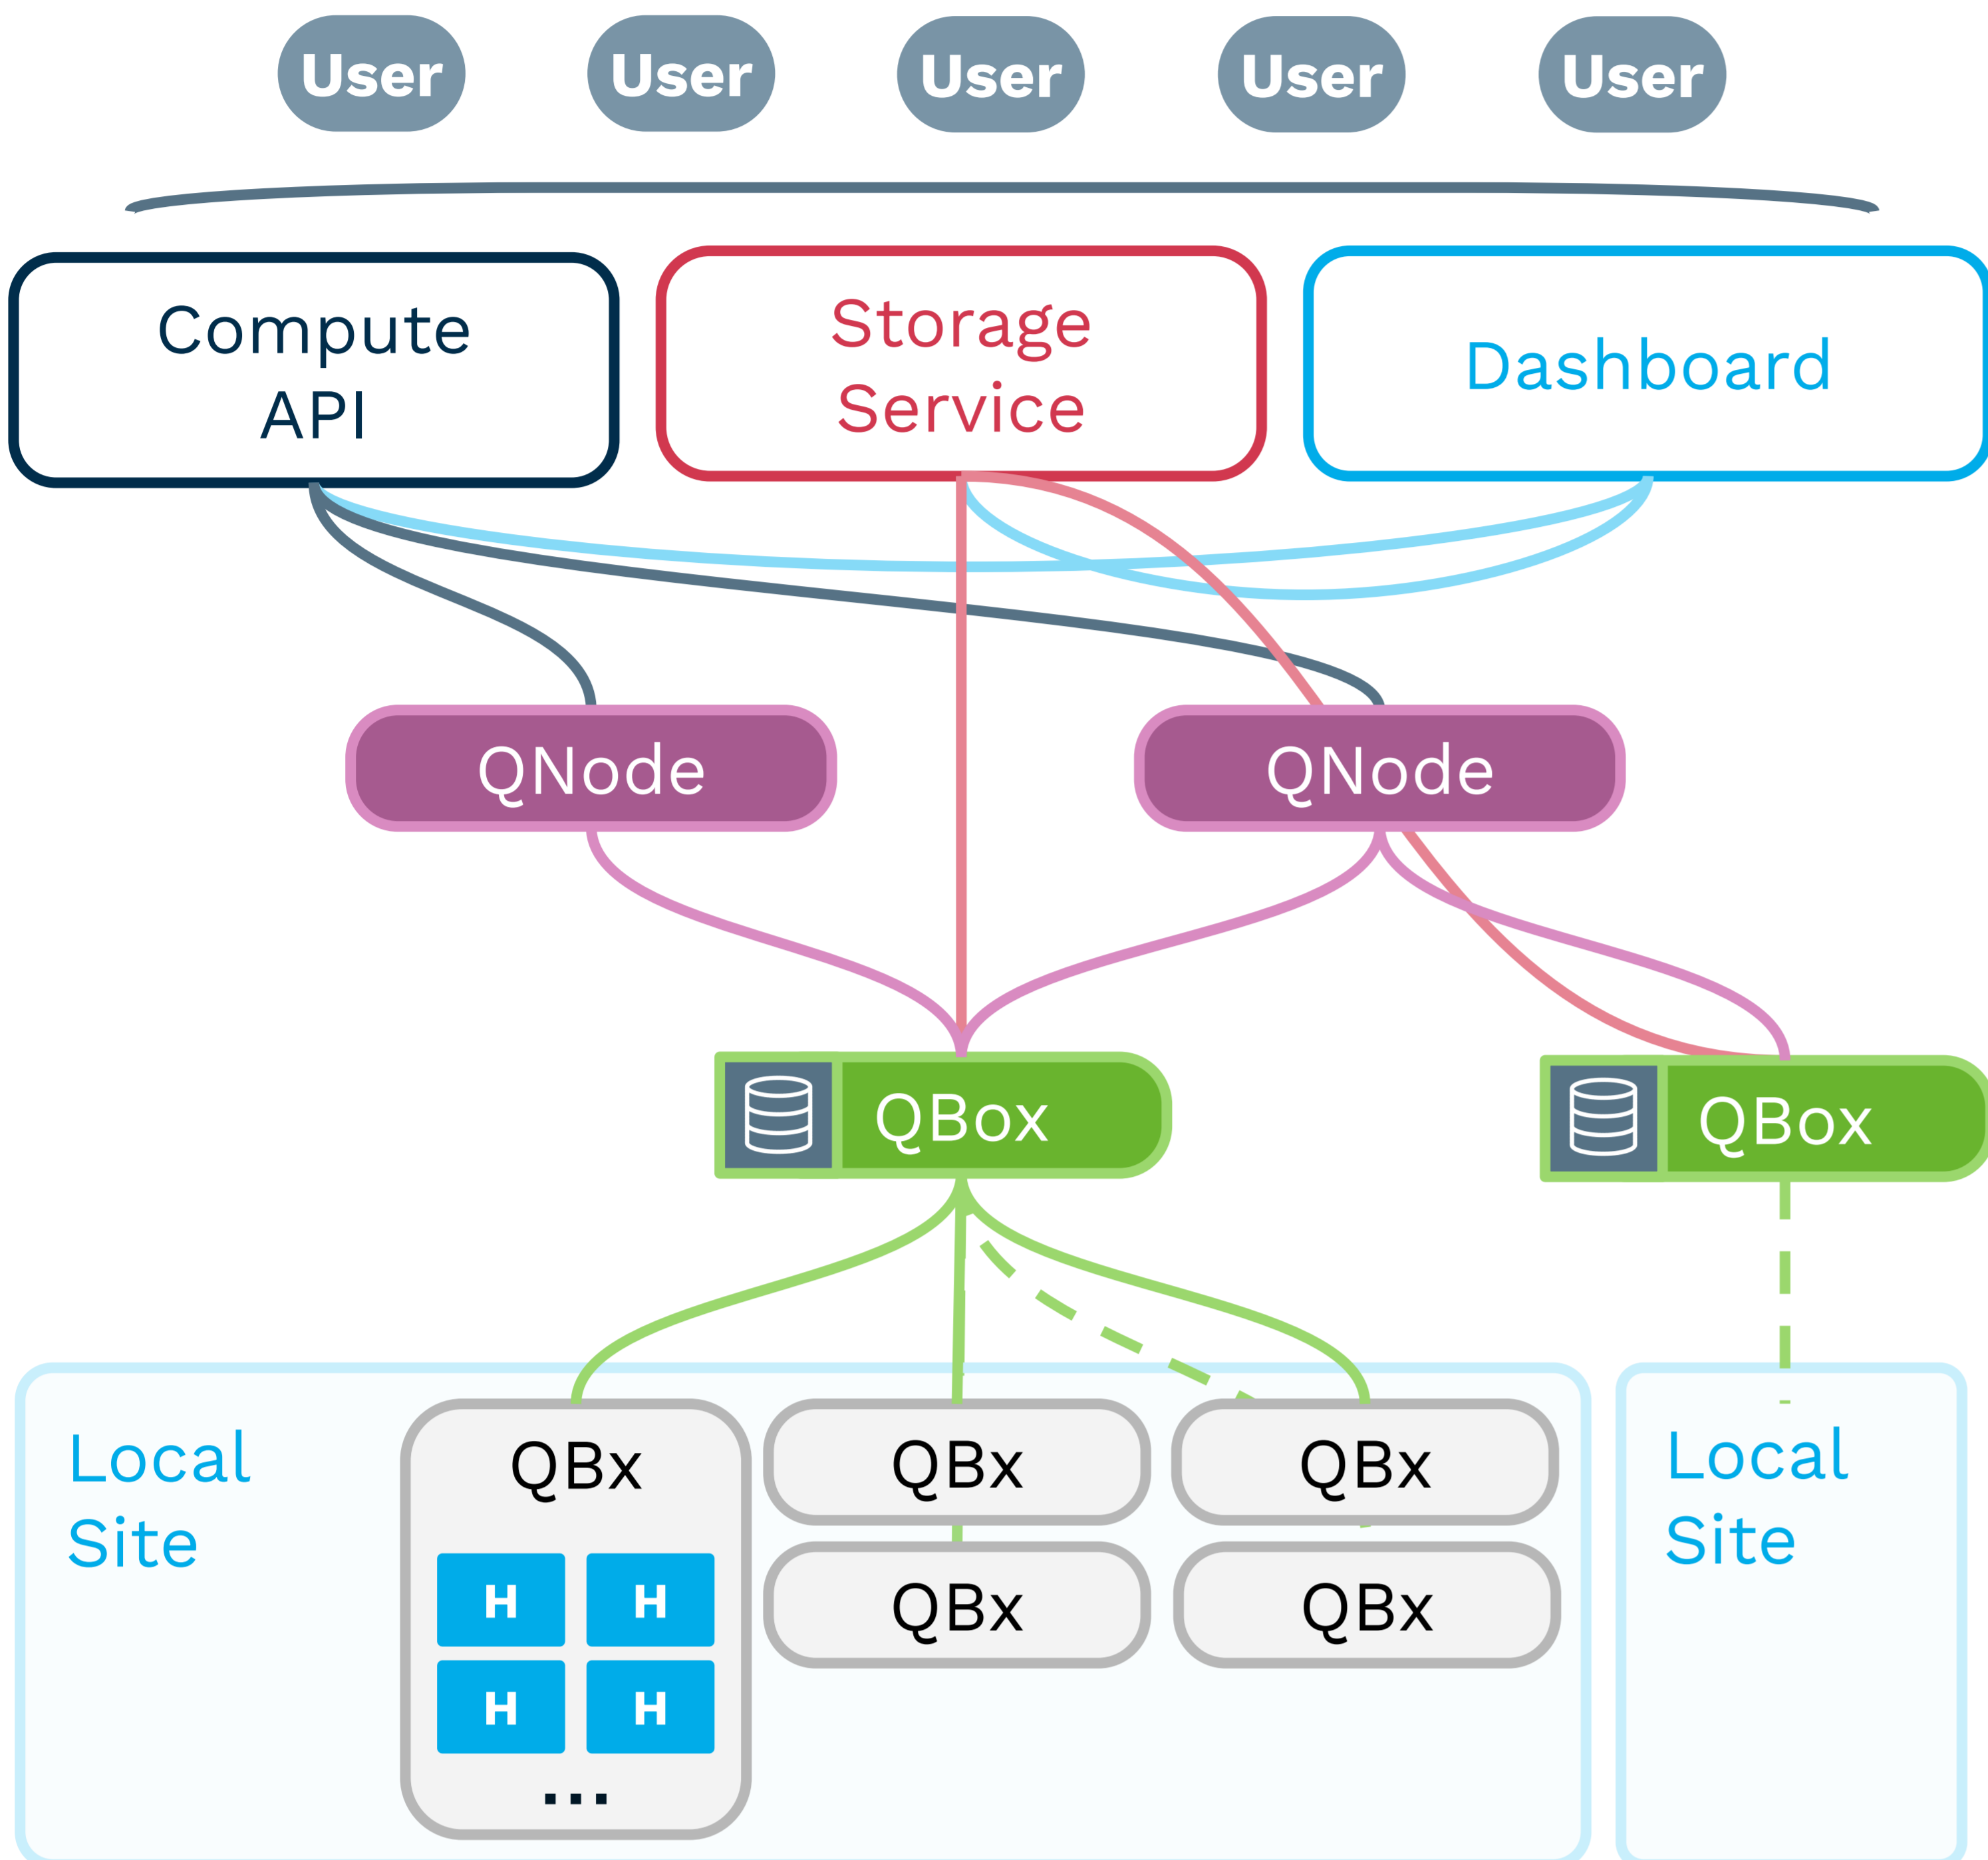 User
User
User
User
User
Compute
API
Storage
Service
Dashboard
QNode
QNode
QBox
QBox
Local
Site
QBx
QBx
QBx
Local
Site
H
H
QBx
QBx
H
H
...